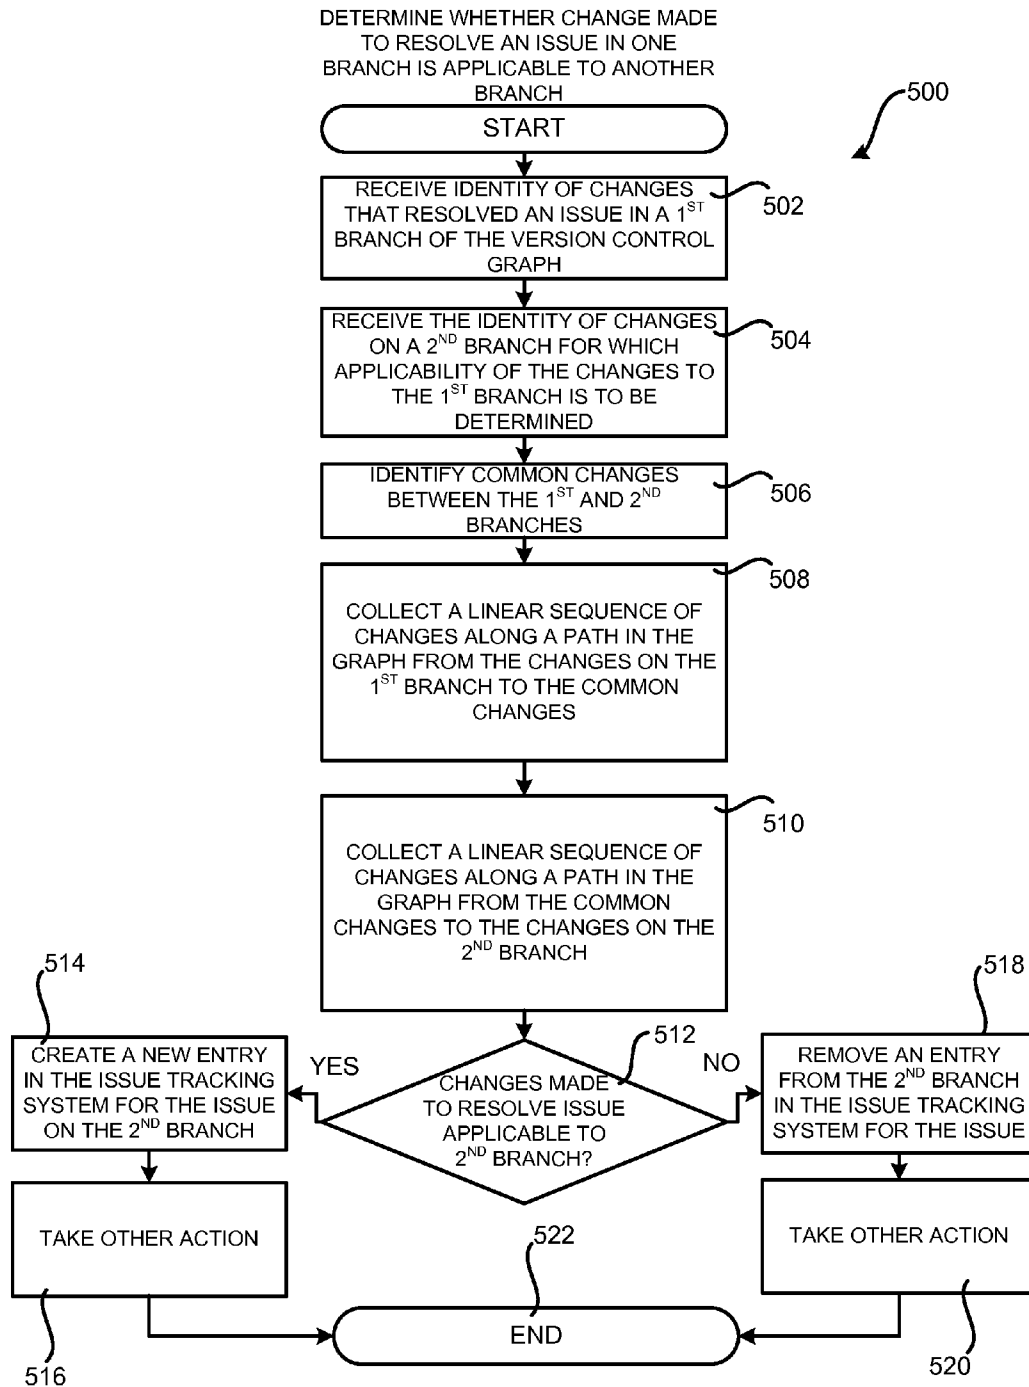 DETERMINE WHETHER CHANGE MADE
TO RESOLVE AN ISSUE IN ONE
BRANCH IS APPLICABLE TO ANOTHER
BRANCH
500
START
RECEIVE IDENTITY OF CHANGES
THAT RESOLVED AN ISSUE IN A 1ST
BRANCH OF THE VERSION CONTROL
GRAPH
502
RECEIVE THE IDENTITY OF CHANGES
ON A 2ND BRANCH FOR WHICH
APPLICABILITY OF THE CHANGES TO
THE 1ST BRANCH IS TO BE
DETERMINED
504
IDENTIFY COMMON CHANGES
BETWEEN THE 1ST AND 2ND
BRANCHES
506
COLLECT A LINEAR SEQUENCE OF
CHANGES ALONG A PATH IN THE
GRAPH FROM THE CHANGES ON THE
1ST BRANCH TO THE COMMON
CHANGES
508
COLLECT A LINEAR SEQUENCE OF
CHANGES ALONG A PATH IN THE
GRAPH FROM THE COMMON
CHANGES TO THE CHANGES ON THE
2ND BRANCH
510
CHANGES MADE
TO RESOLVE ISSUE
APPLICABLE TO
2ND BRANCH?
512
YES
NO
514
CREATE A NEW ENTRY
IN THE ISSUE TRACKING
SYSTEM FOR THE ISSUE
ON THE 2ND BRANCH
TAKE OTHER ACTION
516
518
REMOVE AN ENTRY
FROM THE 2ND BRANCH
IN THE ISSUE TRACKING
SYSTEM FOR THE ISSUE
TAKE OTHER ACTION
520
522
END